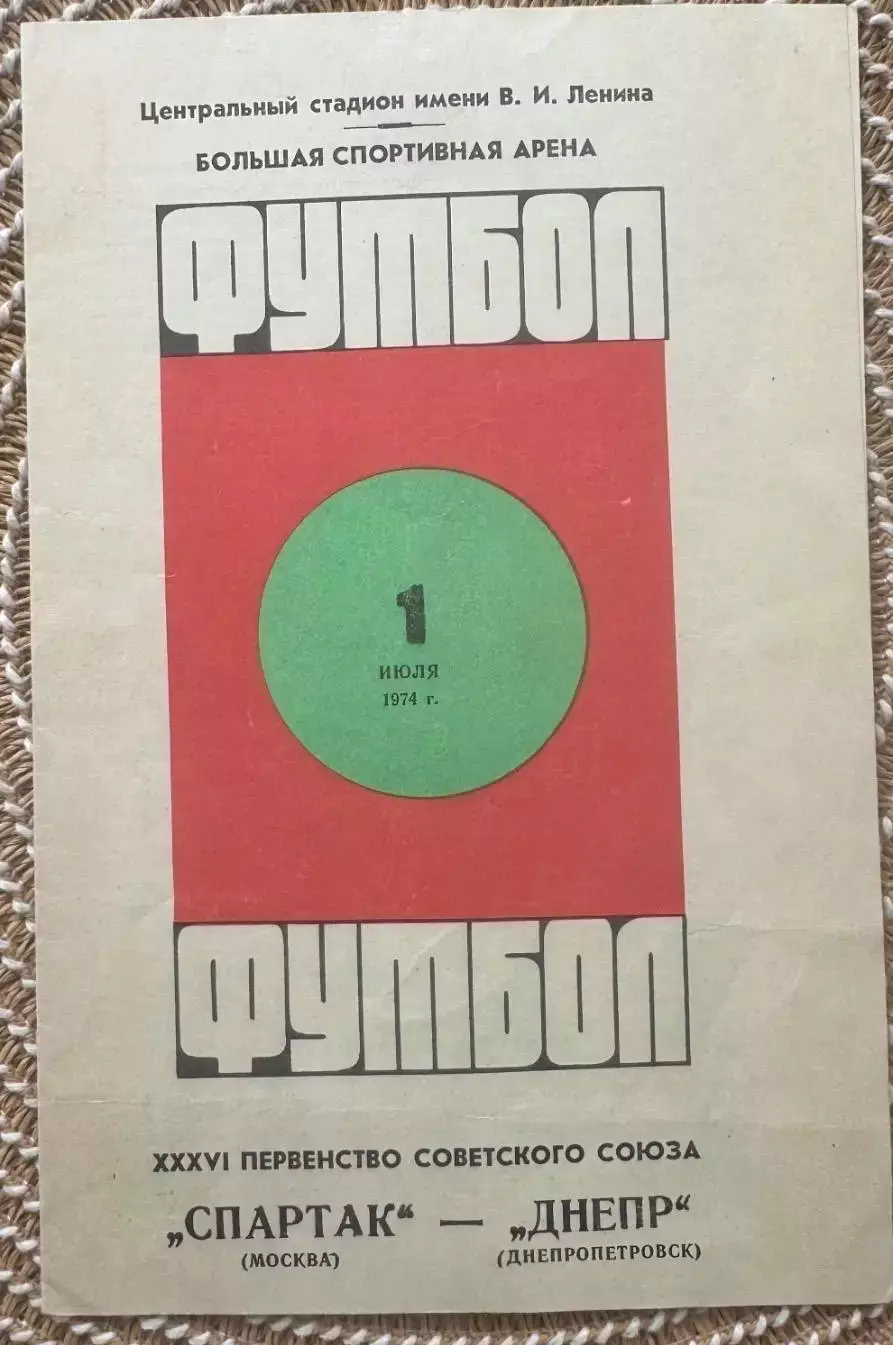 Центральный стадион имени В. И. Ленина
БОЛЬШАЯ СПОРТИВНАЯ АРЕНА
ФУТБОЛ
1
ИЮЛЯ
1974 г.
ФУТБОЛ
XXXVI ПЕРВЕНСТВО СОВЕТСКОГО СОЮЗА
„СПАРТАК“ — „ДНЕПР“
(МОСКВА) (ДНЕПРОПЕТРОВСК)